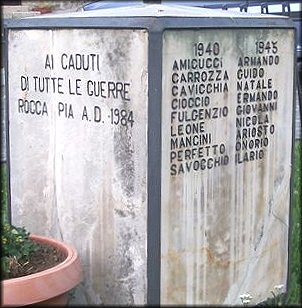 AI CADUTI
DI TUTTE LE GUERRE
ROCCA PIA A.D. 1984
1940 1945
AMICUCCI ARMANDO
CARROZZA GUIDO
CAVICCHIA NATALE
CIOCCIO ERMANDO
FULGENZIO GIOVANNI
LEONE NICOLA
MANCINI ARIOSTO
PERFETTO ONORIO
SAVOCCHIO ILARIO